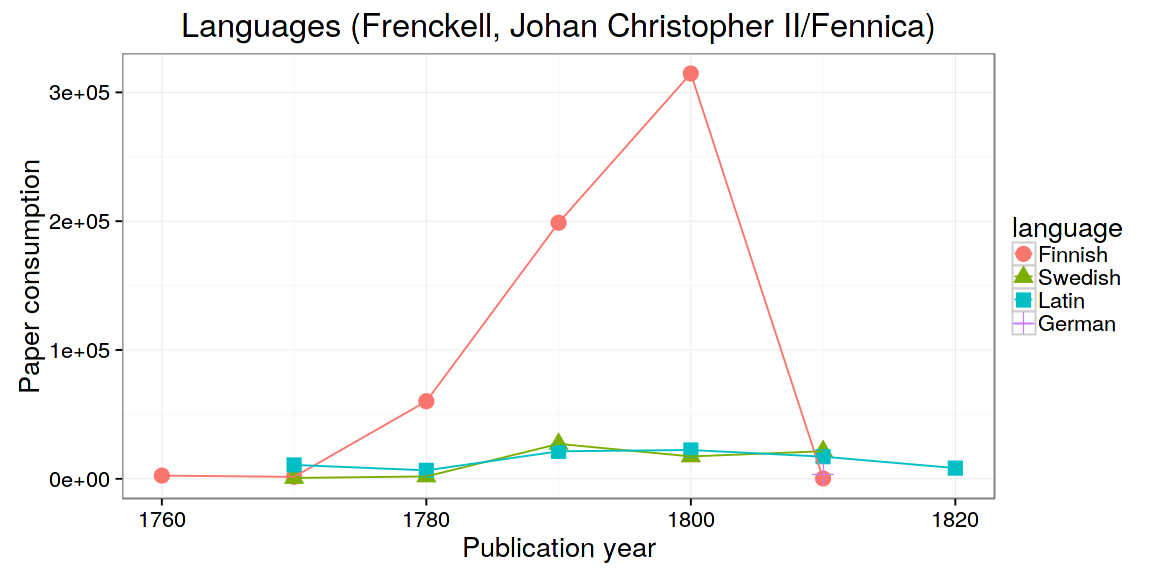 Languages (Frenckell, Johan Christopher II/Fennica)
Paper consumption
3e+05
2e+05
1e+05
0e+00
1760 1780 1800 1820
Publication year
language
Finnish
Swedish
Latin
German